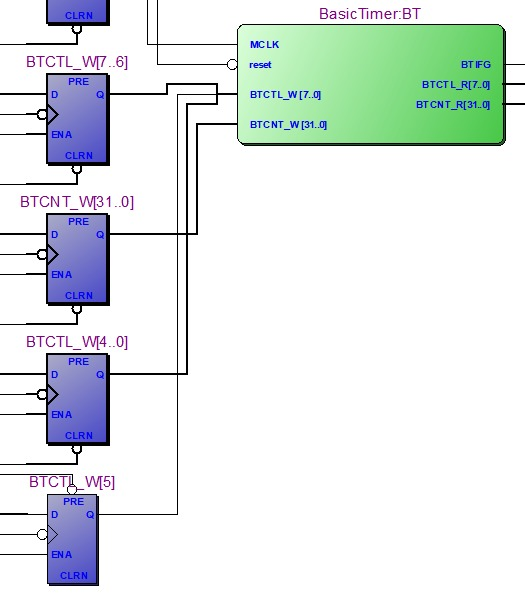 CLRN
BTCTL_W[7..6]
PRE
D Q
ENA
CLRN
BTCNT_W[31..0]
PRE
D Q
ENA
CLRN
BTCTL_W[4..0]
PRE
D Q
ENA
CLRN
BTCTL_W[5]
PRE
D Q
ENA
CLRN
BasicTimer:BT
MCLK
reset
BTCTL_W [7..0]
BTCNT_W [31..0]
BTIFG
BTCTL_R[7..0]
BTCNT_R[31..0]